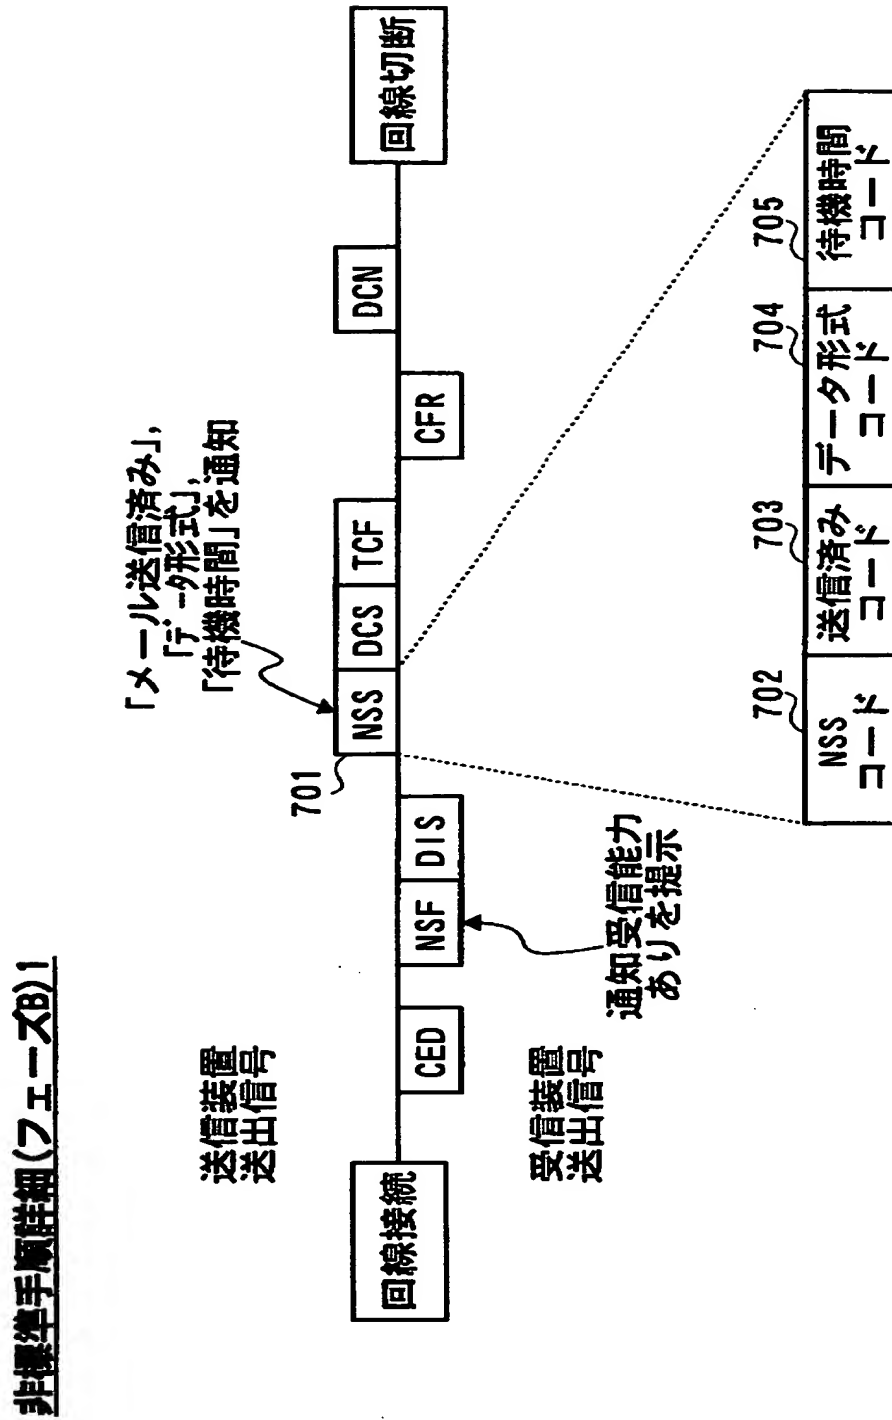 非標準手順詳細(フェーズB)1
送信装置
送出信号
「メール送信済み」,
「データ形式」,
「待機時間」を通知
701
NSS
DCS
TCF
DCN
回線接続
回線切断
CED
NSF
DIS
CFR
受信装置
送出信号
通知受信能力
ありを提示
702
703
704
705
NSS
コード
送信済み
コード
データ形式
コード
待機時間
コード